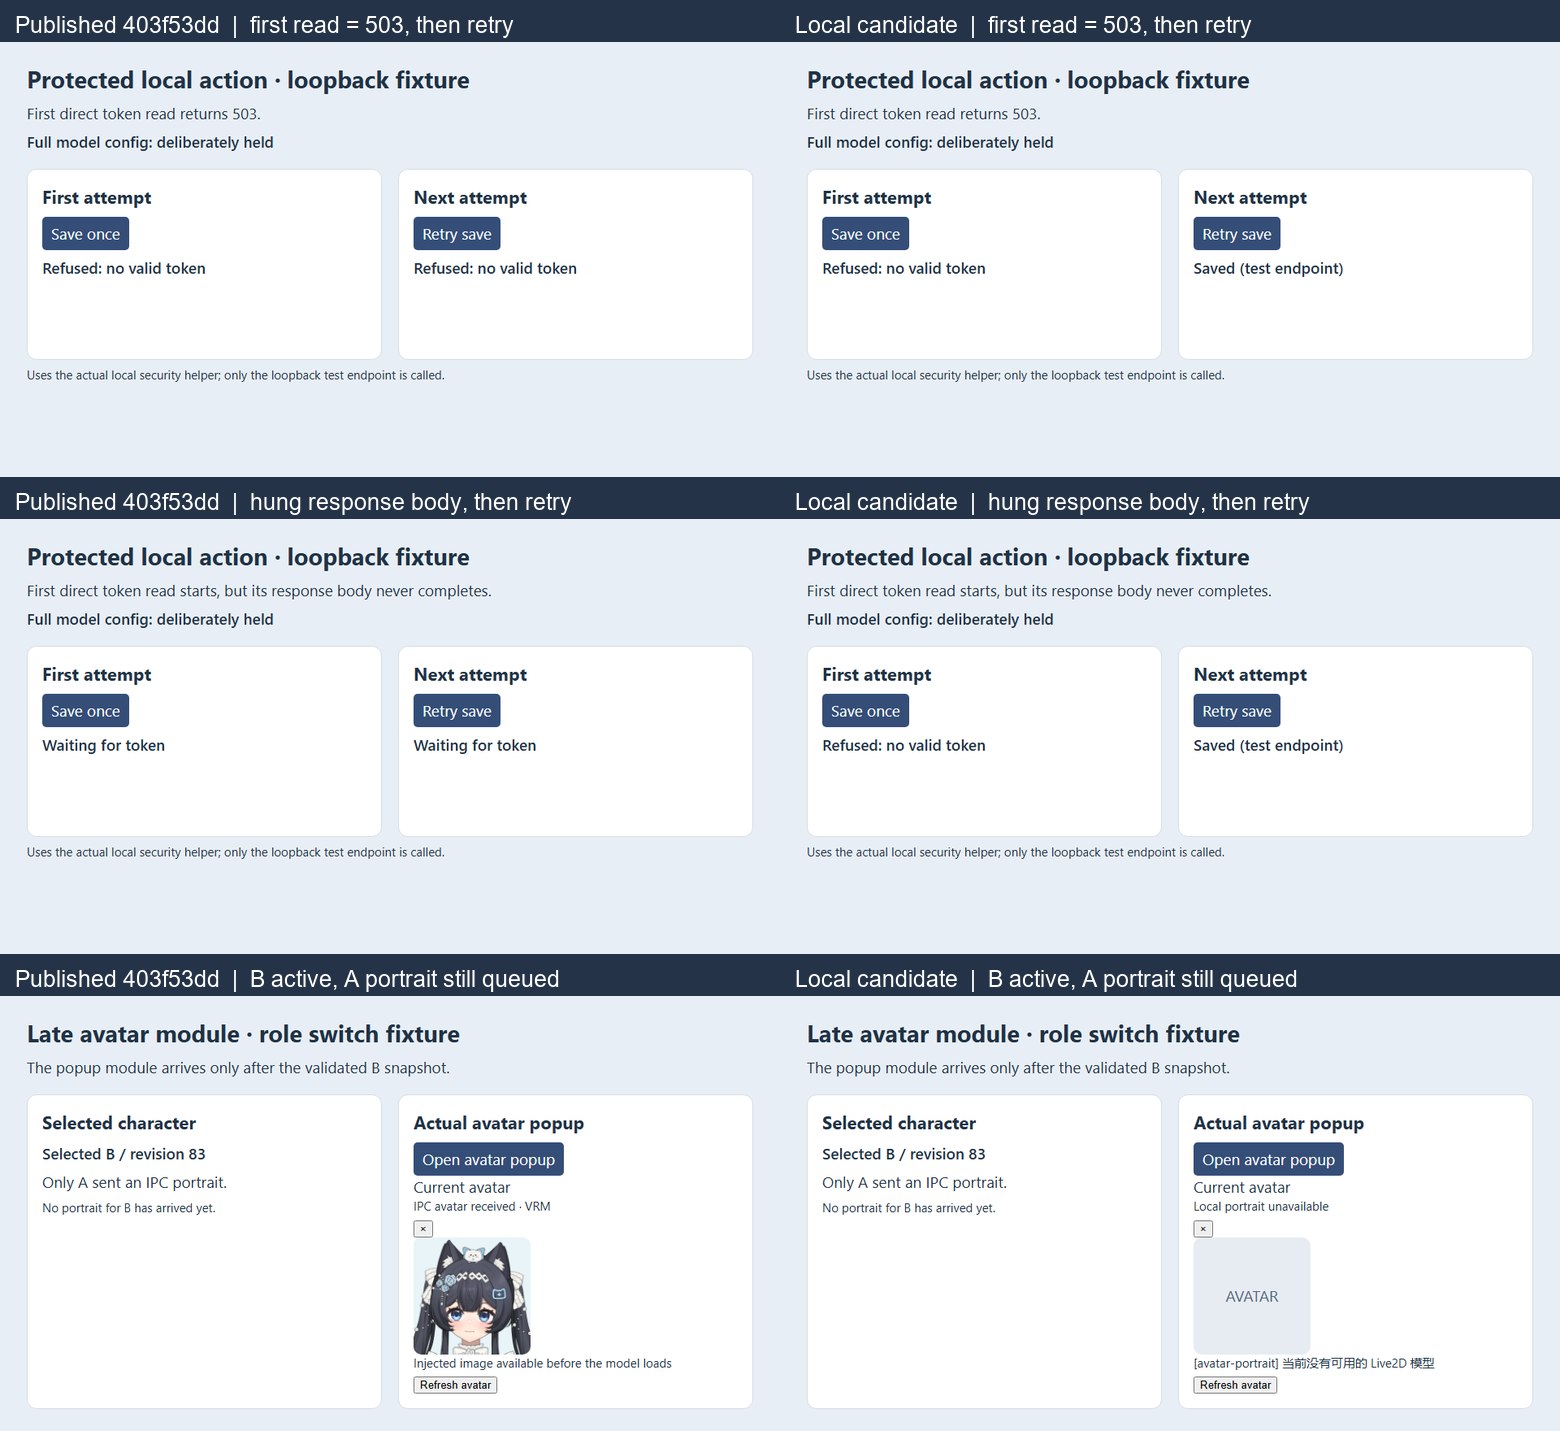 Published 403f53dd | first read = 503, then retry
Protected local action · loopback fixture
First direct token read returns 503.
Full model config: deliberately held
First attempt
Save once
Refused: no valid token
Next attempt
Retry save
Refused: no valid token
Uses the actual local security helper; only the loopback test endpoint is called.
Local candidate | first read = 503, then retry
Protected local action · loopback fixture
First direct token read returns 503.
Full model config: deliberately held
First attempt
Save once
Refused: no valid token
Next attempt
Retry save
Saved (test endpoint)
Uses the actual local security helper; only the loopback test endpoint is called.
Published 403f53dd | hung response body, then retry
Protected local action · loopback fixture
First direct token read starts, but its response body never completes.
Full model config: deliberately held
First attempt
Save once
Waiting for token
Next attempt
Retry save
Waiting for token
Uses the actual local security helper; only the loopback test endpoint is called.
Local candidate | hung response body, then retry
Protected local action · loopback fixture
First direct token read starts, but its response body never completes.
Full model config: deliberately held
First attempt
Save once
Refused: no valid token
Next attempt
Retry save
Saved (test endpoint)
Uses the actual local security helper; only the loopback test endpoint is called.
Published 403f53dd | B active, A portrait still queued
Late avatar module · role switch fixture
The popup module arrives only after the validated B snapshot.
Selected character
Selected B / revision 83
Only A sent an IPC portrait.
No portrait for B has arrived yet.
Actual avatar popup
Open avatar popup
Current avatar
IPC avatar received · VRM
×
Injected image available before the model loads
Refresh avatar
Local candidate | B active, A portrait still queued
Late avatar module · role switch fixture
The popup module arrives only after the validated B snapshot.
Selected character
Selected B / revision 83
Only A sent an IPC portrait.
No portrait for B has arrived yet.
Actual avatar popup
Open avatar popup
Current avatar
Local portrait unavailable
×
AVATAR
[avatar-portrait] 当前没有可用的 Live2D 模型
Refresh avatar